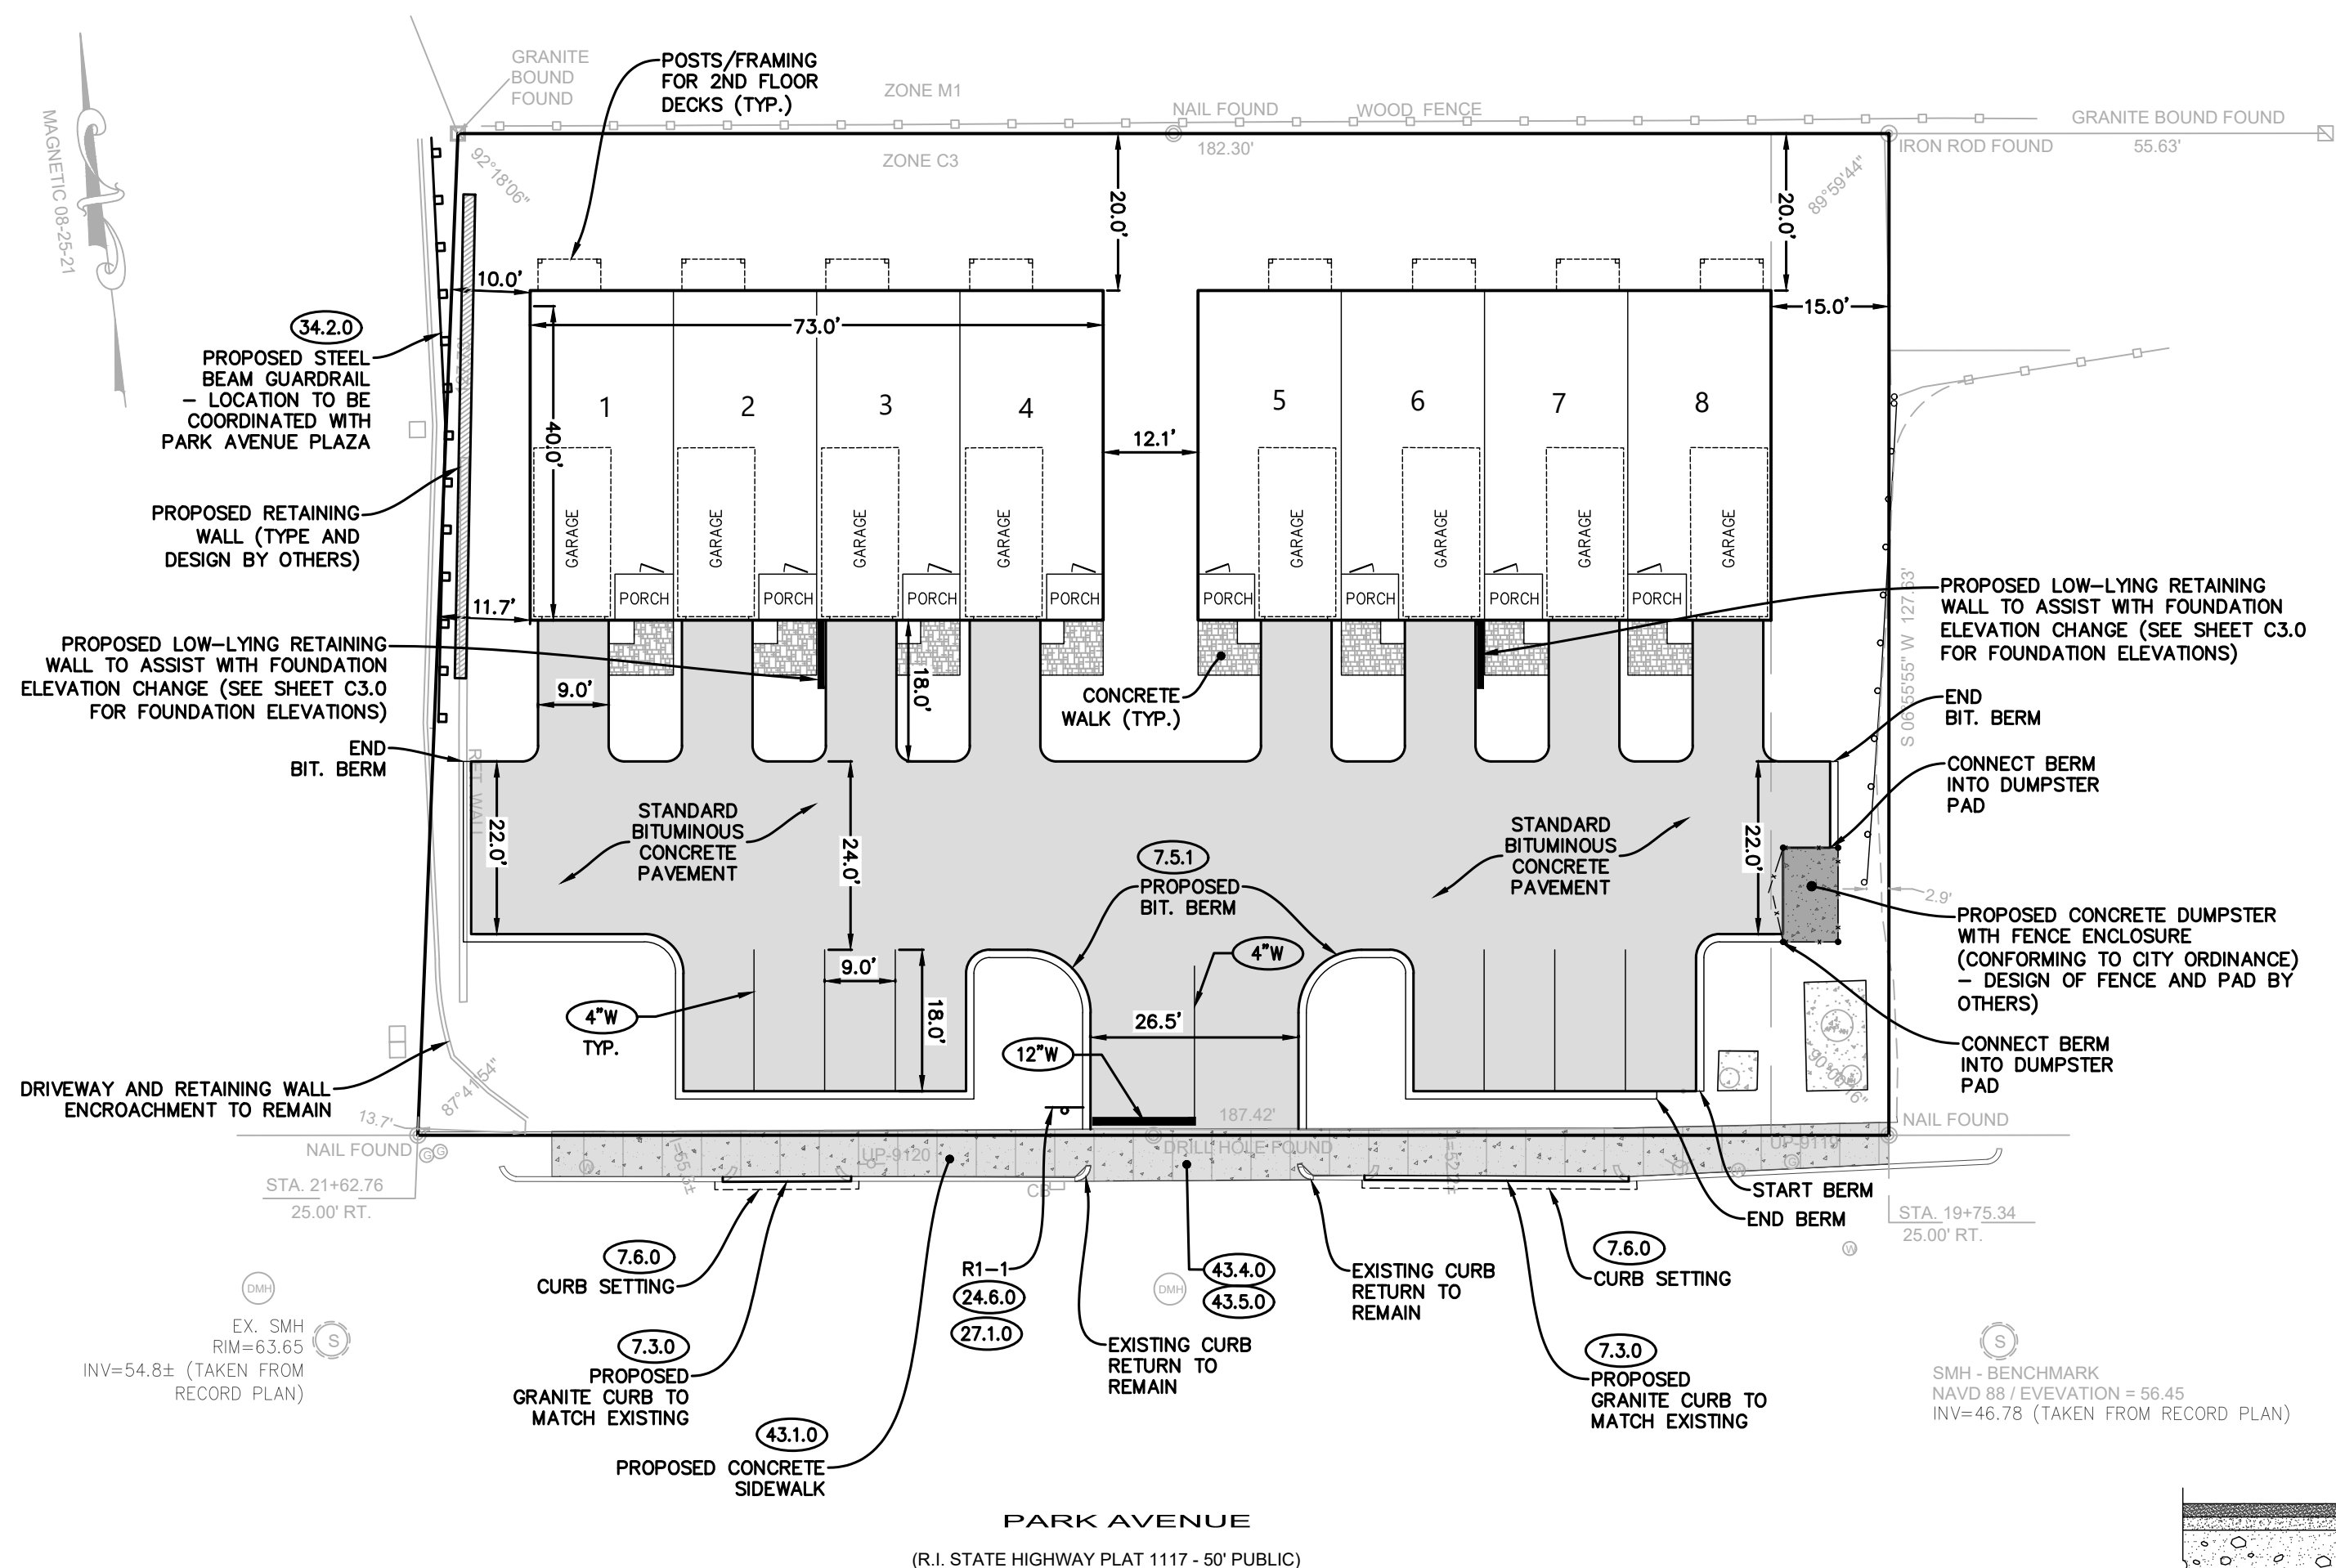 GRANITE
BOUND
FOUND
POSTS/FRAMING
FOR 2ND FLOOR
DECKS (TYP.)
ZONE M1
NAIL FOUND
WOOD FENCE
GRANITE BOUND FOUND
MAGNETIC 08-25-21
92°18'06"
ZONE C3
182.30'
IRON ROD FOUND
55.63'
89°59'44"
20.0'
20.0'
10.0'
15.0'
73.0'
34.2.0
PROPOSED STEEL
BEAM GUARDRAIL
– LOCATION TO BE
COORDINATED WITH
PARK AVENUE PLAZA
40.0'
1
2
3
4
5
6
7
8
12.1'
PROPOSED RETAINING
WALL (TYPE AND
DESIGN BY OTHERS)
GARAGE
GARAGE
GARAGE
GARAGE
GARAGE
GARAGE
GARAGE
GARAGE
PORCH
PORCH
PORCH
PORCH
PORCH
PORCH
PORCH
PORCH
11.7'
PROPOSED LOW–LYING RETAINING
WALL TO ASSIST WITH FOUNDATION
ELEVATION CHANGE (SEE SHEET C3.0
FOR FOUNDATION ELEVATIONS)
PROPOSED LOW–LYING RETAINING
WALL TO ASSIST WITH FOUNDATION
ELEVATION CHANGE (SEE SHEET C3.0
FOR FOUNDATION ELEVATIONS)
S 06°55'55" W 127.63'
9.0'
18.0'
CONCRETE
WALK (TYP.)
END
BIT. BERM
END
BIT. BERM
RET WALL
CONNECT BERM
INTO DUMPSTER
PAD
22.0'
STANDARD
BITUMINOUS
CONCRETE
PAVEMENT
24.0'
7.5.1
PROPOSED
BIT. BERM
STANDARD
BITUMINOUS
CONCRETE
PAVEMENT
22.0'
2.9'
PROPOSED CONCRETE DUMPSTER
WITH FENCE ENCLOSURE
(CONFORMING TO CITY ORDINANCE)
– DESIGN OF FENCE AND PAD BY
OTHERS)
4"W
9.0'
4"W
TYP.
18.0'
26.5'
12"W
CONNECT BERM
INTO DUMPSTER
PAD
DRIVEWAY AND RETAINING WALL
ENCROACHMENT TO REMAIN
87°41'54"
13.7'
187.42'
NAIL FOUND
NAIL FOUND
G
G
W
UP-9120
DRILL HOLE FOUND
CB
STA. 21+62.76
25.00' RT.
START BERM
END BERM
STA. 19+75.34
25.00' RT.
W
7.6.0
CURB SETTING
R1–1
24.6.0
27.1.0
DMH
43.4.0
43.5.0
EXISTING CURB
RETURN TO
REMAIN
7.6.0
CURB SETTING
DMH
EX. SMH
RIM=63.65
INV=54.8± (TAKEN FROM
RECORD PLAN)
S
7.3.0
PROPOSED
GRANITE CURB TO
MATCH EXISTING
EXISTING CURB
RETURN TO
REMAIN
7.3.0
PROPOSED
GRANITE CURB TO
MATCH EXISTING
S
SMH - BENCHMARK
NAVD 88 / EVEVATION = 56.45
INV=46.78 (TAKEN FROM RECORD PLAN)
43.1.0
PROPOSED CONCRETE
SIDEWALK
PARK AVENUE
(R.I. STATE HIGHWAY PLAT 1117 - 50' PUBLIC)